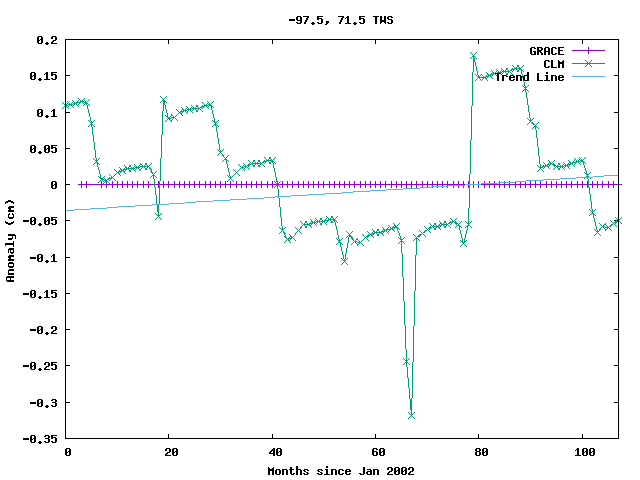 -97.5, 71.5 TWS
GRACE
CLM
Trend Line
0.2
0.15
0.1
0.05
0
-0.05
-0.1
-0.15
-0.2
-0.25
-0.3
-0.35
Anomaly (cm)
0 20 40 60 80 100
Months since Jan 2002